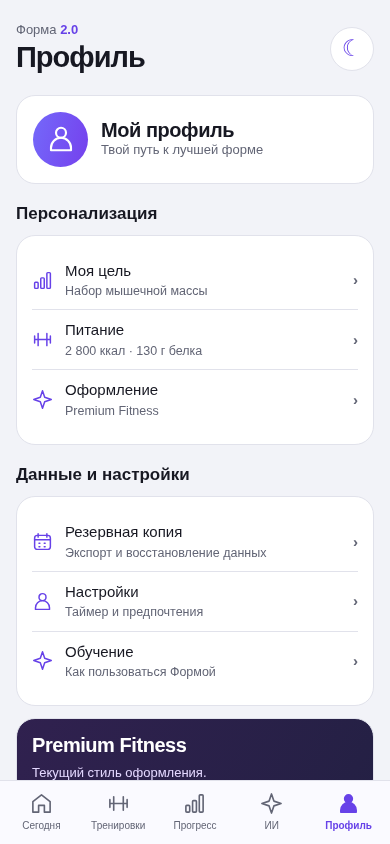 Форма 2.0
Профиль
Мой профиль
Твой путь к лучшей форме
Персонализация
Моя цель
Набор мышечной массы
Питание
2 800 ккал · 130 г белка
Оформление
Premium Fitness
Данные и настройки
Резервная копия
Экспорт и восстановление данных
Настройки
Таймер и предпочтения
Обучение
Как пользоваться Формой
Premium Fitness
Текущий стиль оформления.
Сегодня
Тренировки
Прогресс
ИИ
Профиль